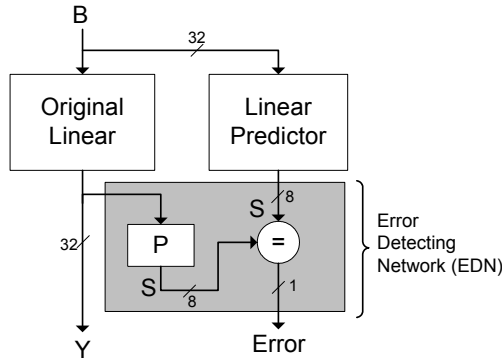 B
32
Original
Linear
Linear
Predictor
8
S
P
=
32
S
8
1
Error
Detecting
Network (EDN)
Y
Error